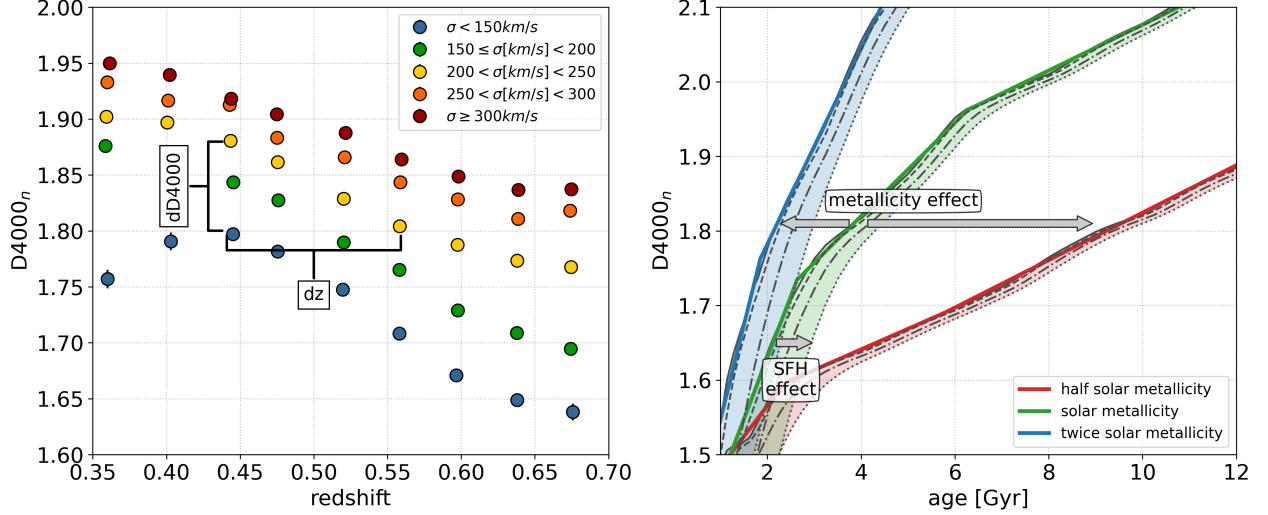 2.00
1.95
1.90
1.85
1.80
1.75
1.70
1.65
1.60
D4000n
0.35 0.40 0.45 0.50 0.55 0.60 0.65 0.70
redshift
σ < 150km/s
150 ≤ σ[km/s] < 200
200 < σ[km/s] < 250
250 < σ[km/s] < 300
σ ≥ 300km/s
dD4000
dz
2.1
2.0
1.9
1.8
1.7
1.6
1.5
D4000n
2 4 6 8 10 12
age [Gyr]
metallicity effect
SFH
effect
half solar metallicity
solar metallicity
twice solar metallicity